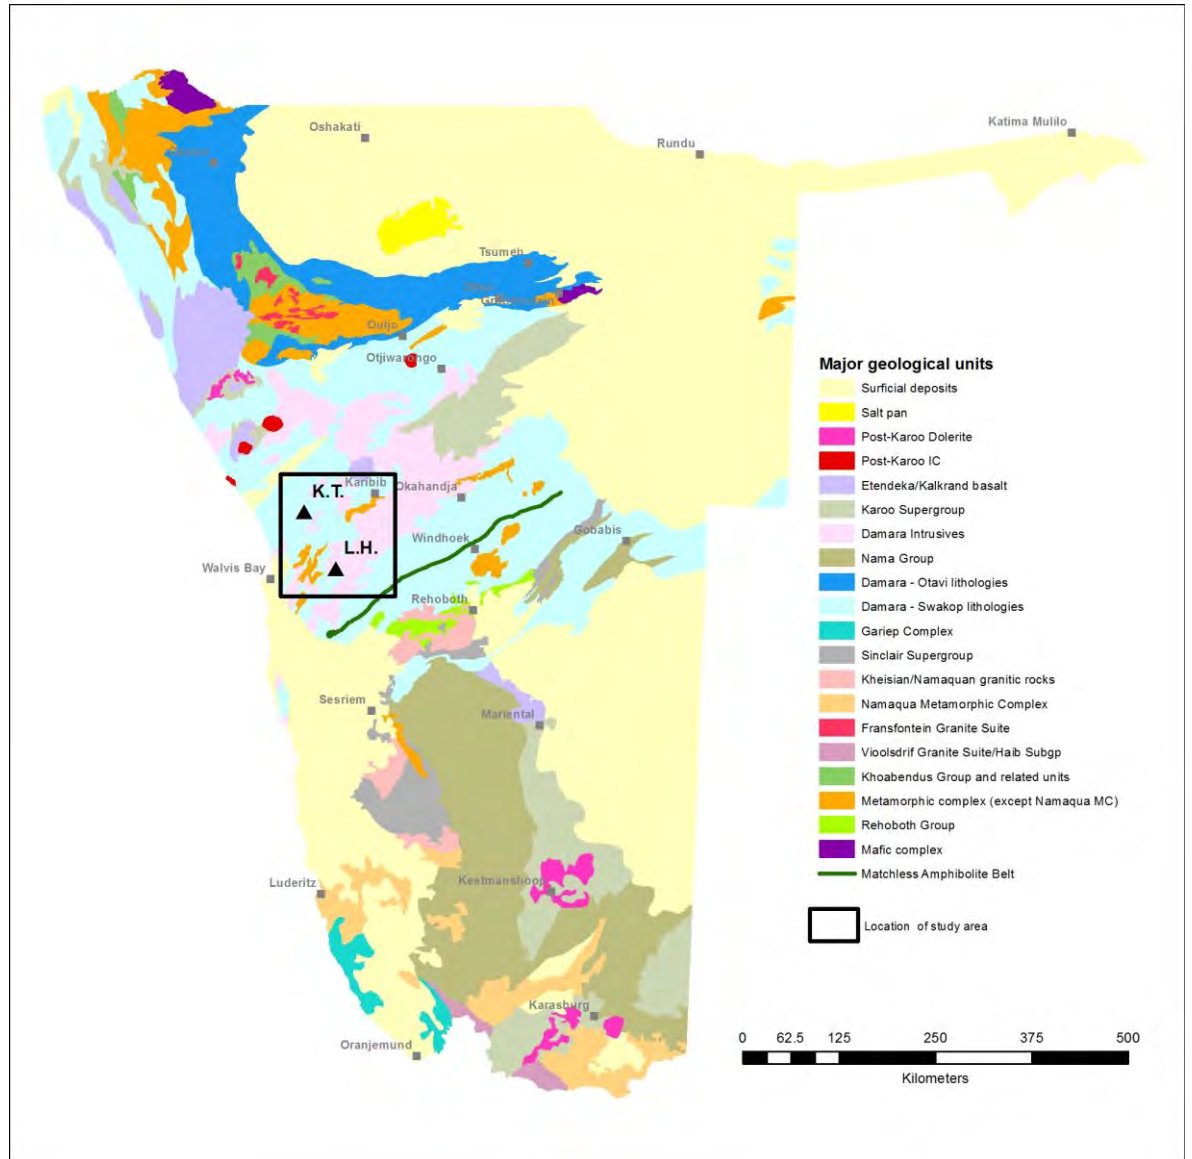 Oshakati
Katima Mulilo
Rundu
Tsumeb
Outjo
Otjiwarongo
Karibib
Okahandja
K.T.
L.H.
Windhoek
Gobabis
Walvis Bay
Rehoboth
Sesriem
Mariental
Luderitz
Keetmanshoop
Karasburg
Oranjemund
Major geological units
Surficial deposits
Salt pan
Post-Karoo Dolerite
Post-Karoo IC
Etendeka/Kalkrand basalt
Karoo Supergroup
Damara Intrusives
Nama Group
Damara - Otavi lithologies
Damara - Swakop lithologies
Gariep Complex
Sinclair Supergroup
Kheisian/Namaquan granitic rocks
Namaqua Metamorphic Complex
Fransfontein Granite Suite
Vioolsdrif Granite Suite/Haib Subgp
Khoabendus Group and related units
Metamorphic complex (except Namaqua MC)
Rehoboth Group
Mafic complex
Matchless Amphibolite Belt
Location of study area
0 62.5 125 250 375 500
Kilometers